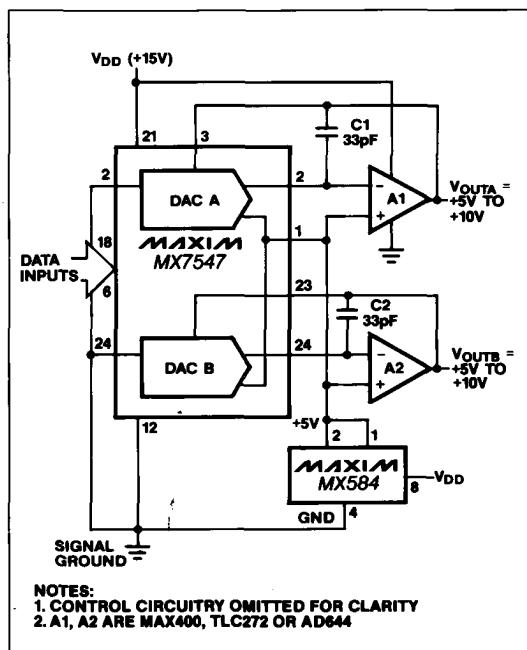 VDD (+15V)
21
3
C1
33pF
2
DAC A
2
A1
VOUTA =
+5V TO
+10V
1
18
MAXIM
MX7547
DATA
INPUTS
6
23
C2
33pF
24
DAC B
24
A2
VOUTB =
+5V TO
+10V
12
+5V
2
1
MAXIM
MX584
8
VDD
GND
4
SIGNAL
GROUND
-
+
-
+
NOTES:
1. CONTROL CIRCUITRY OMITTED FOR CLARITY
2. A1, A2 ARE MAX400, TLC272 OR AD644